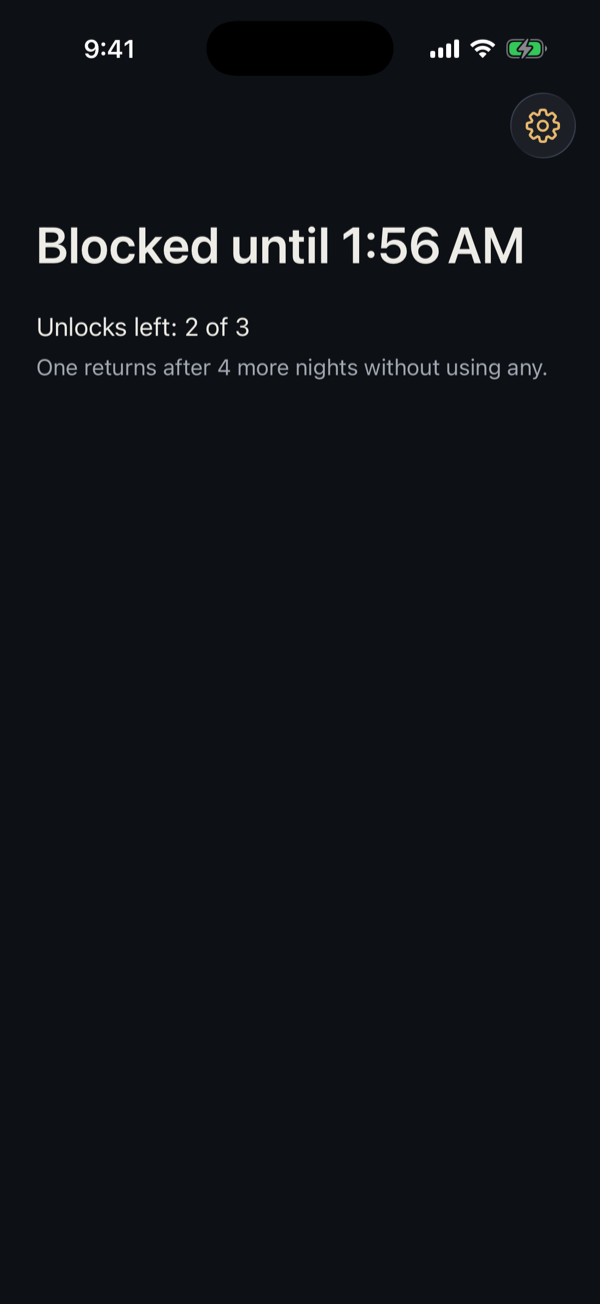 9:41
Blocked until 1:56 AM
Unlocks left: 2 of 3
One returns after 4 more nights without using any.